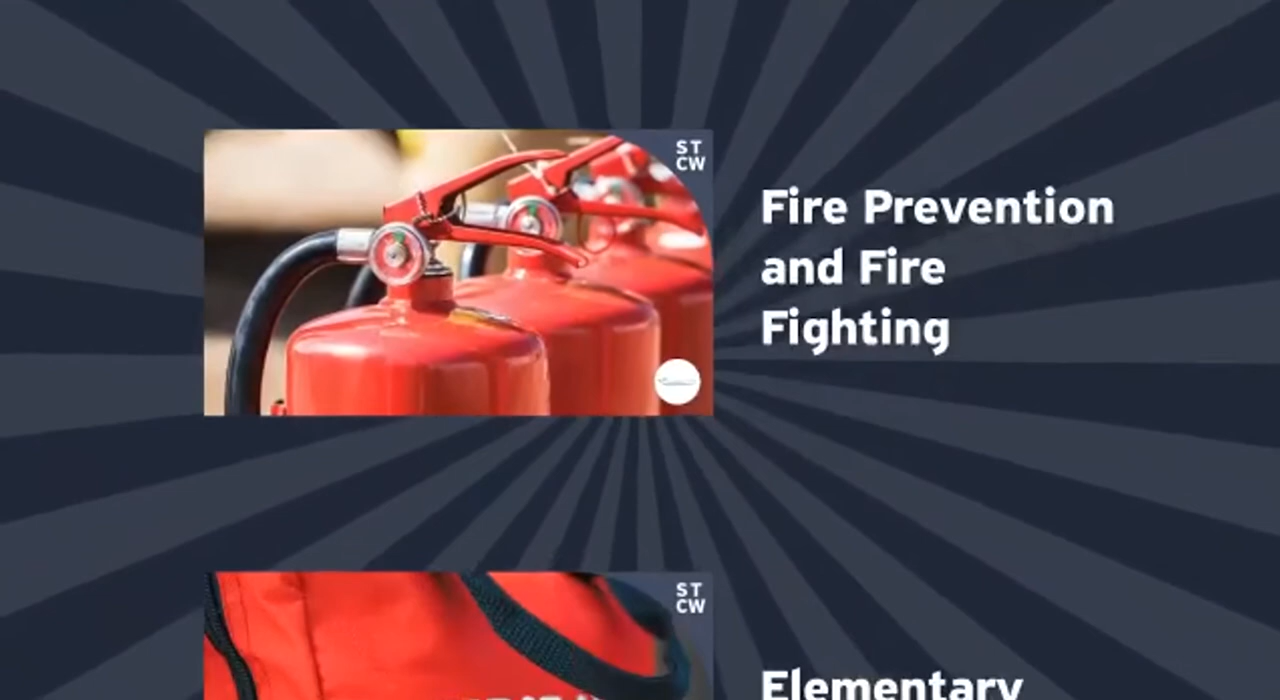 ST
CW
Fire Prevention
and Fire
Fighting
ST
CW
Elementary